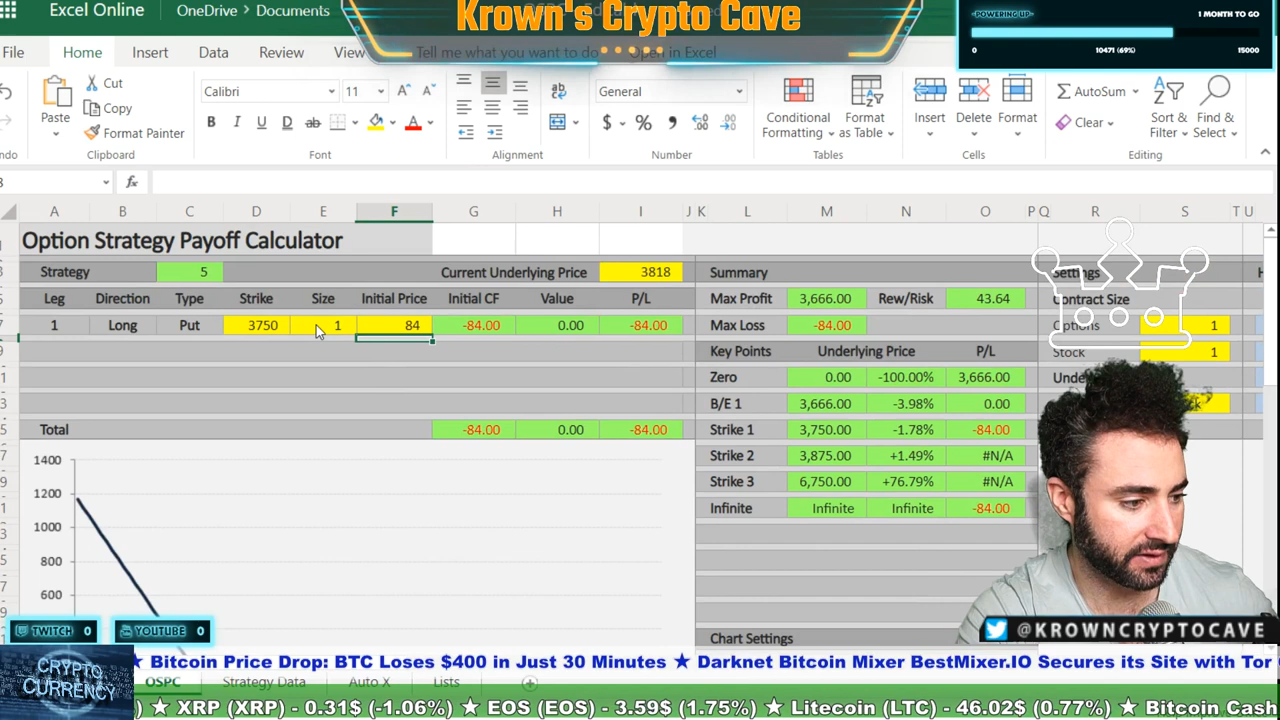 Krown's Crypto Cave
POWERING UP
1 MONTH TO GO
0 10471 (69%) 15000
Excel Online OneDrive > Documents
File Home Insert Data Review View Tell me what you want to do Open in Excel
Cut
Copy
Format Painter
Paste
Calibri 11
B I U D ab
A
General
$ % 9
Conditional Formatting
Format as Table
Insert Delete Format
AutoSum
Clear
Sort & Filter
Find & Select
Clipboard Font Alignment Number Tables Cells Editing
fx
A B C D E F G H I J K L M N O P Q R S T U
Option Strategy Payoff Calculator
Strategy 5 Current Underlying Price 3818 Summary Settings
Leg Direction Type Strike Size Initial Price Initial CF Value P/L Max Profit 3,666.00 Rew/Risk 43.64 Contract Size
1 Long Put 3750 1 84 -84.00 0.00 -84.00 Max Loss -84.00 Options 1
Key Points Underlying Price P/L Stock 1
Zero 0.00 -100.00% 3,666.00
B/E 1 3,666.00 -3.98% 0.00
Total -84.00 0.00 -84.00 Strike 1 3,750.00 -1.78% -84.00
Strike 2 3,875.00 +1.49% #N/A
Strike 3 6,750.00 +76.79% #N/A
Infinite Infinite Infinite -84.00
1400
1200
1000
800
600
Chart Settings
TWITCH 0 YOUTUBE 0
@KROWNCRYPTOCAVE
CRYPTO CURRENCY
★ Bitcoin Price Drop: BTC Loses $400 in Just 30 Minutes ★ Darknet Bitcoin Mixer BestMixer.IO Secures its Site with Tor
OSPC Strategy Data Auto X Lists
) ★ XRP (XRP) - 0.31$ (-1.06%) ★ EOS (EOS) - 3.59$ (1.75%) ★ Litecoin (LTC) - 46.02$ (0.77%) ★ Bitcoin Cash